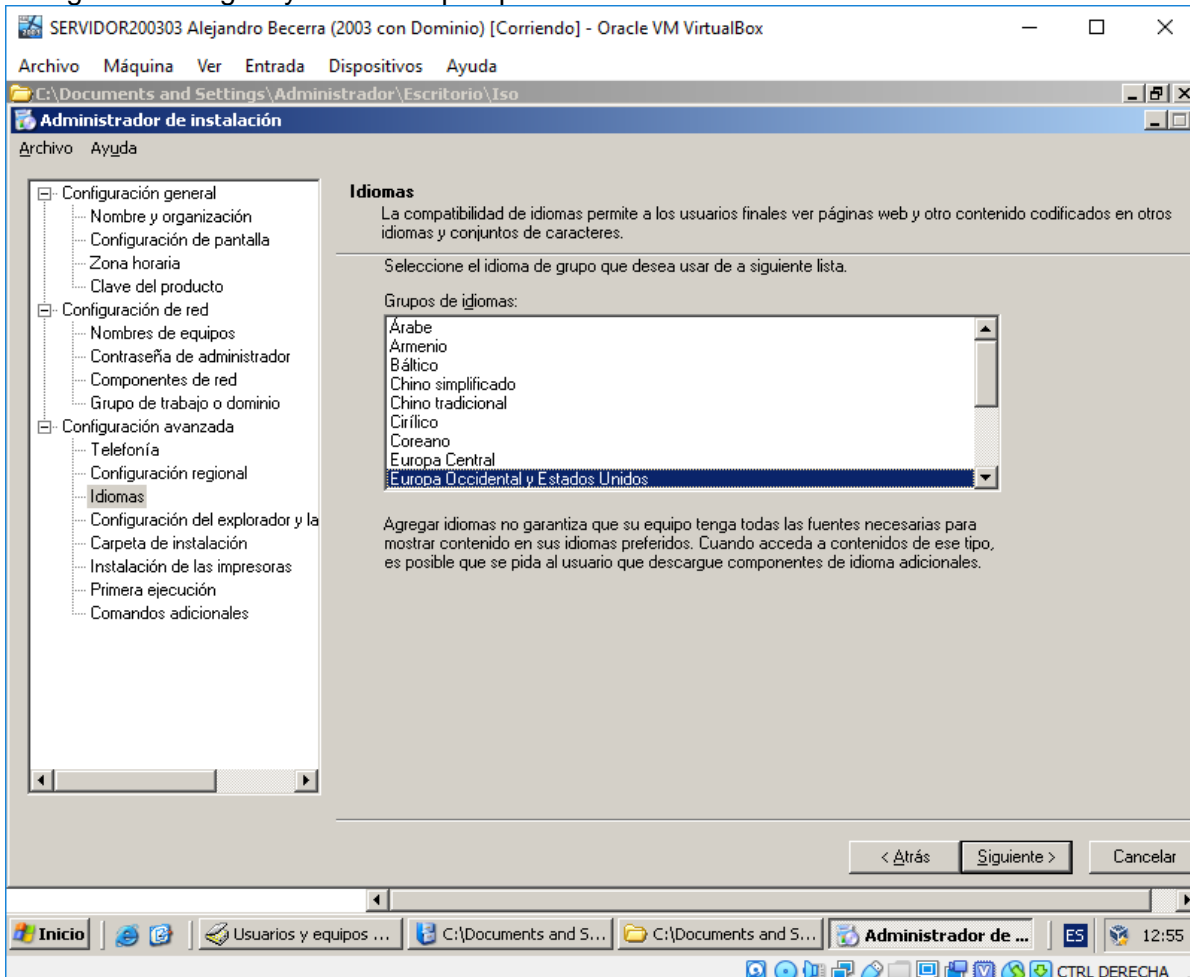 SERVIDOR200303 Alejandro Becerra (2003 con Dominio) [Corriendo] - Oracle VM VirtualBox
Archivo Máquina Ver Entrada Dispositivos Ayuda
C:\Documents and Settings\Administrador\Escritorio\Iso
Administrador de instalación
Archivo Ayuda
Configuración general
Nombre y organización
Configuración de pantalla
Zona horaria
Clave del producto
Configuración de red
Nombres de equipos
Contraseña de administrador
Componentes de red
Grupo de trabajo o dominio
Configuración avanzada
Telefonía
Configuración regional
Idiomas
Configuración del explorador y la
Carpeta de instalación
Instalación de las impresoras
Primera ejecución
Comandos adicionales
Idiomas
La compatibilidad de idiomas permite a los usuarios finales ver páginas web y otro contenido codificados en otros
idiomas y conjuntos de caracteres.
Seleccione el idioma de grupo que desea usar de a siguiente lista.
Grupos de idiomas:
Árabe
Armenio
Báltico
Chino simplificado
Chino tradicional
Cirílico
Coreano
Europa Central
Europa Occidental y Estados Unidos
Agregar idiomas no garantiza que su equipo tenga todas las fuentes necesarias para
mostrar contenido en sus idiomas preferidos. Cuando acceda a contenidos de ese tipo,
es posible que se pida al usuario que descargue componentes de idioma adicionales.
< Atrás Siguiente > Cancelar
Inicio Usuarios y equipos ... C:\Documents and S... C:\Documents and S... Administrador de ... ES 12:55
CTRL DERECHA